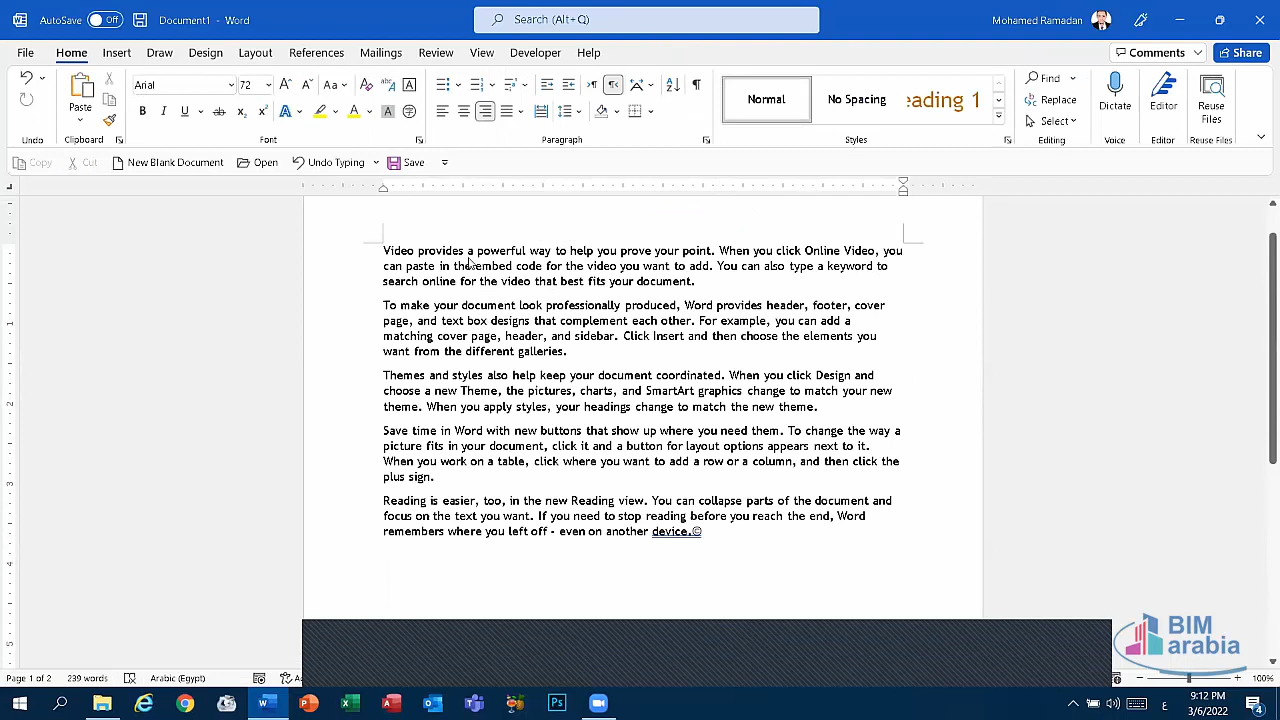 AutoSave Off Document1 - Word Search (Alt+Q) Mohamed Ramadan
File Home Insert Draw Design Layout References Mailings Review View Developer Help Comments Share
Arial 72 Aa Normal No Spacing eading 1 Find
Paste Replace Dictate Editor Reuse Files
B I U x₂ x² A Select
Undo Clipboard Font Paragraph Styles Editing Voice Editor Reuse Files
Copy Cut New Blank Document Open Undo Typing Save
Video provides a powerful way to help you prove your point. When you click Online Video, you
can paste in the embed code for the video you want to add. You can also type a keyword to
search online for the video that best fits your document.
To make your document look professionally produced, Word provides header, footer, cover
page, and text box designs that complement each other. For example, you can add a
matching cover page, header, and sidebar. Click Insert and then choose the elements you
want from the different galleries.
Themes and styles also help keep your document coordinated. When you click Design and
choose a new Theme, the pictures, charts, and SmartArt graphics change to match your new
theme. When you apply styles, your headings change to match the new theme.
Save time in Word with new buttons that show up where you need them. To change the way a
picture fits in your document, click it and a button for layout options appears next to it.
When you work on a table, click where you want to add a row or a column, and then click the
plus sign.
Reading is easier, too, in the new Reading view. You can collapse parts of the document and
focus on the text you want. If you need to stop reading before you reach the end, Word
remembers where you left off - even on another device.©
BIM
arabia
Page 1 of 2 239 words Arabic (Egypt) 100%
9:12 PM
3/6/2022